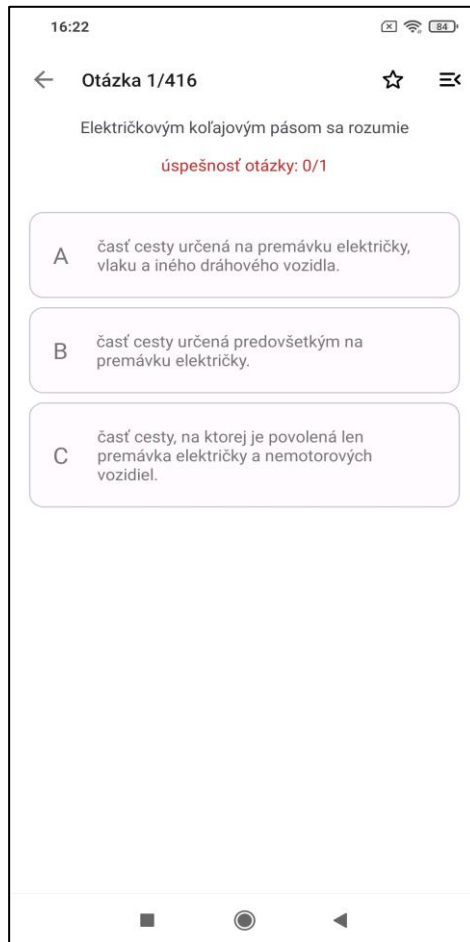 16:22
84
Otázka 1/416
Električkovým koľajovým pásom sa rozumie
úspešnosť otázky: 0/1
A
časť cesty určená na premávku električky,
vlaku a iného dráhového vozidla.
B
časť cesty určená predovšetkým na
premávku električky.
C
časť cesty, na ktorej je povolená len
premávka električky a nemotorových
vozidiel.